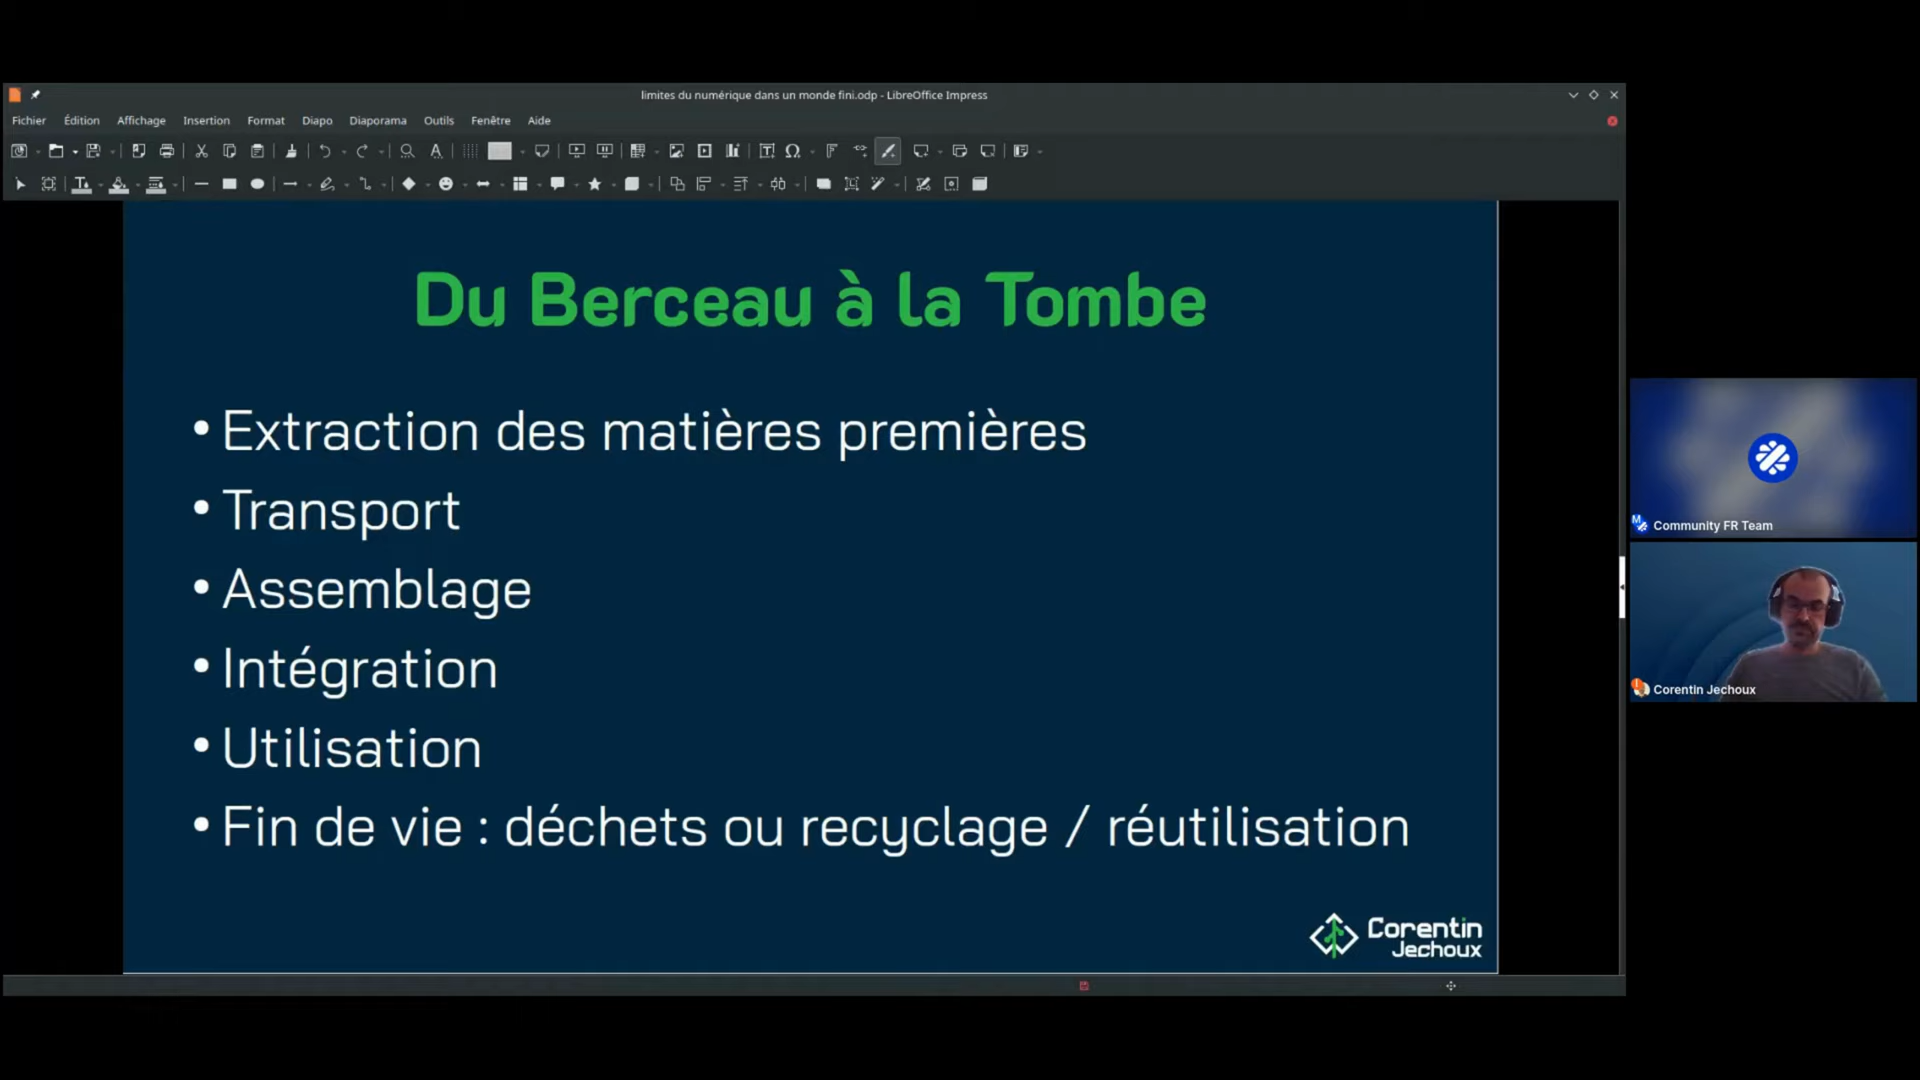 limites du numérique dans un monde fini.odp - LibreOffice Impress
Fichier Édition Affichage Insertion Format Diapo Diaporama Outils Fenêtre Aide
Du Berceau à la Tombe
• Extraction des matières premières
• Transport
• Assemblage
• Intégration
• Utilisation
• Fin de vie : déchets ou recyclage / réutilisation
Corentin
Jechoux
Community FR Team
Corentin Jechoux